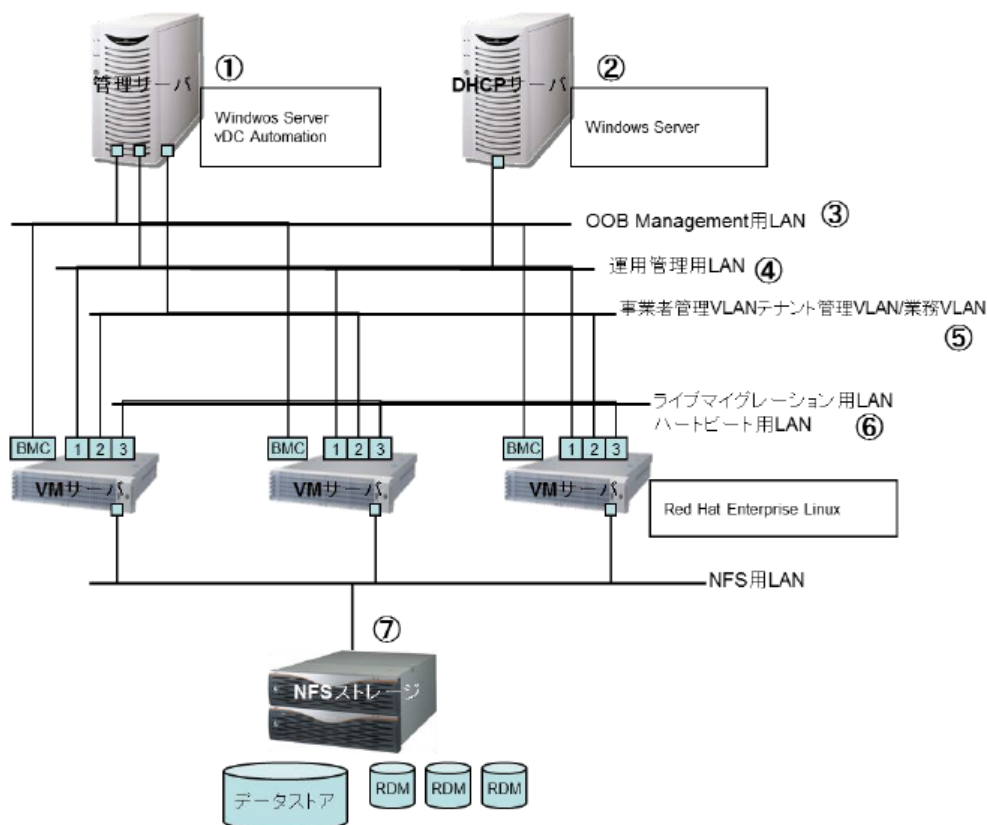 管理サーバ
①
Windwos Server
vDC Automation
DHCPサーバ
②
Windows Server
OOB Management用LAN ③
運用管理用LAN ④
事業者管理VLANテナント管理VLAN/業務VLAN
⑤
ライブマイグレーション用LAN
ハートビート用LAN ⑥
BMC 1 2 3
BMC 1 2 3
BMC 1 2 3
VMサーバ
VMサーバ
VMサーバ
Red Hat Enterprise Linux
NFS用LAN
⑦
NFSストレージ
データストア
RDM
RDM
RDM